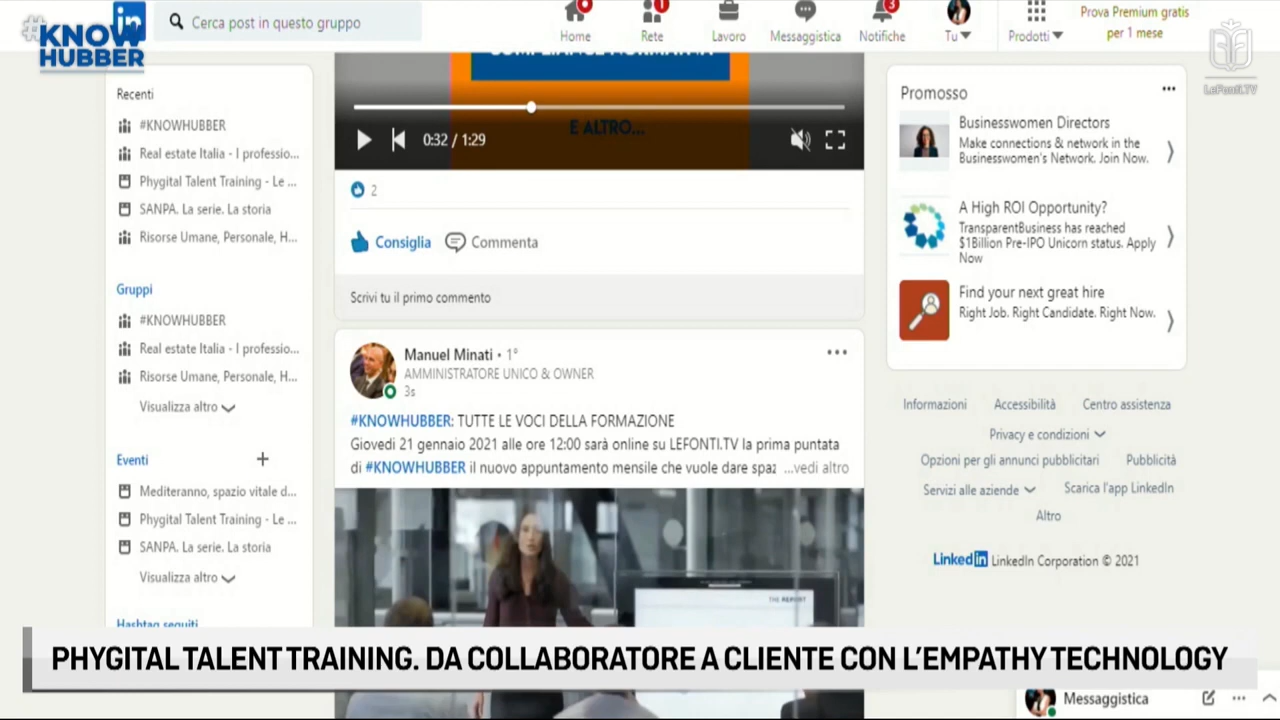 #KNOW
HUBBER
in
Cerca post in questo gruppo
Home
1
Rete
Lavoro
Messaggistica
3
Notifiche
Tu
Prodotti
Prova Premium gratis
per 1 mese
LeFonti.TV
Recenti
#KNOWHUBBER
Real estate Italia - I professio...
Phygital Talent Training - Le ...
SANPA. La serie. La storia
Risorse Umane, Personale, H...
Gruppi
#KNOWHUBBER
Real estate Italia - I professio...
Risorse Umane, Personale, H...
Visualizza altro
Eventi
Mediteranno, spazio vitale d...
Phygital Talent Training - Le ...
SANPA. La serie. La storia
Visualizza altro
Hashtag seguiti
E ALTRO...
0:32 / 1:29
2
Consiglia
Commenta
Scrivi tu il primo commento
Manuel Minati • 1°
AMMINISTRATORE UNICO & OWNER
3s
#KNOWHUBBER: TUTTE LE VOCI DELLA FORMAZIONE
Giovedì 21 gennaio 2021 alle ore 12:00 sarà online su LEFONTI.TV la prima puntata
di #KNOWHUBBER il nuovo appuntamento mensile che vuole dare spaz ...vedi altro
THE REPORT
Promosso
Businesswomen Directors
Make connections & network in the
Businesswomen's Network. Join Now.
A High ROI Opportunity?
TransparentBusiness has reached
$1Billion Pre-IPO Unicorn status. Apply
Now
Find your next great hire
Right Job. Right Candidate. Right Now.
Informazioni
Accessibilità
Centro assistenza
Privacy e condizioni
Opzioni per gli annunci pubblicitari
Pubblicità
Servizi alle aziende
Scarica l'app LinkedIn
Altro
LinkedIn LinkedIn Corporation © 2021
PHYGITAL TALENT TRAINING. DA COLLABORATORE A CLIENTE CON L'EMPATHY TECHNOLOGY
Messaggistica